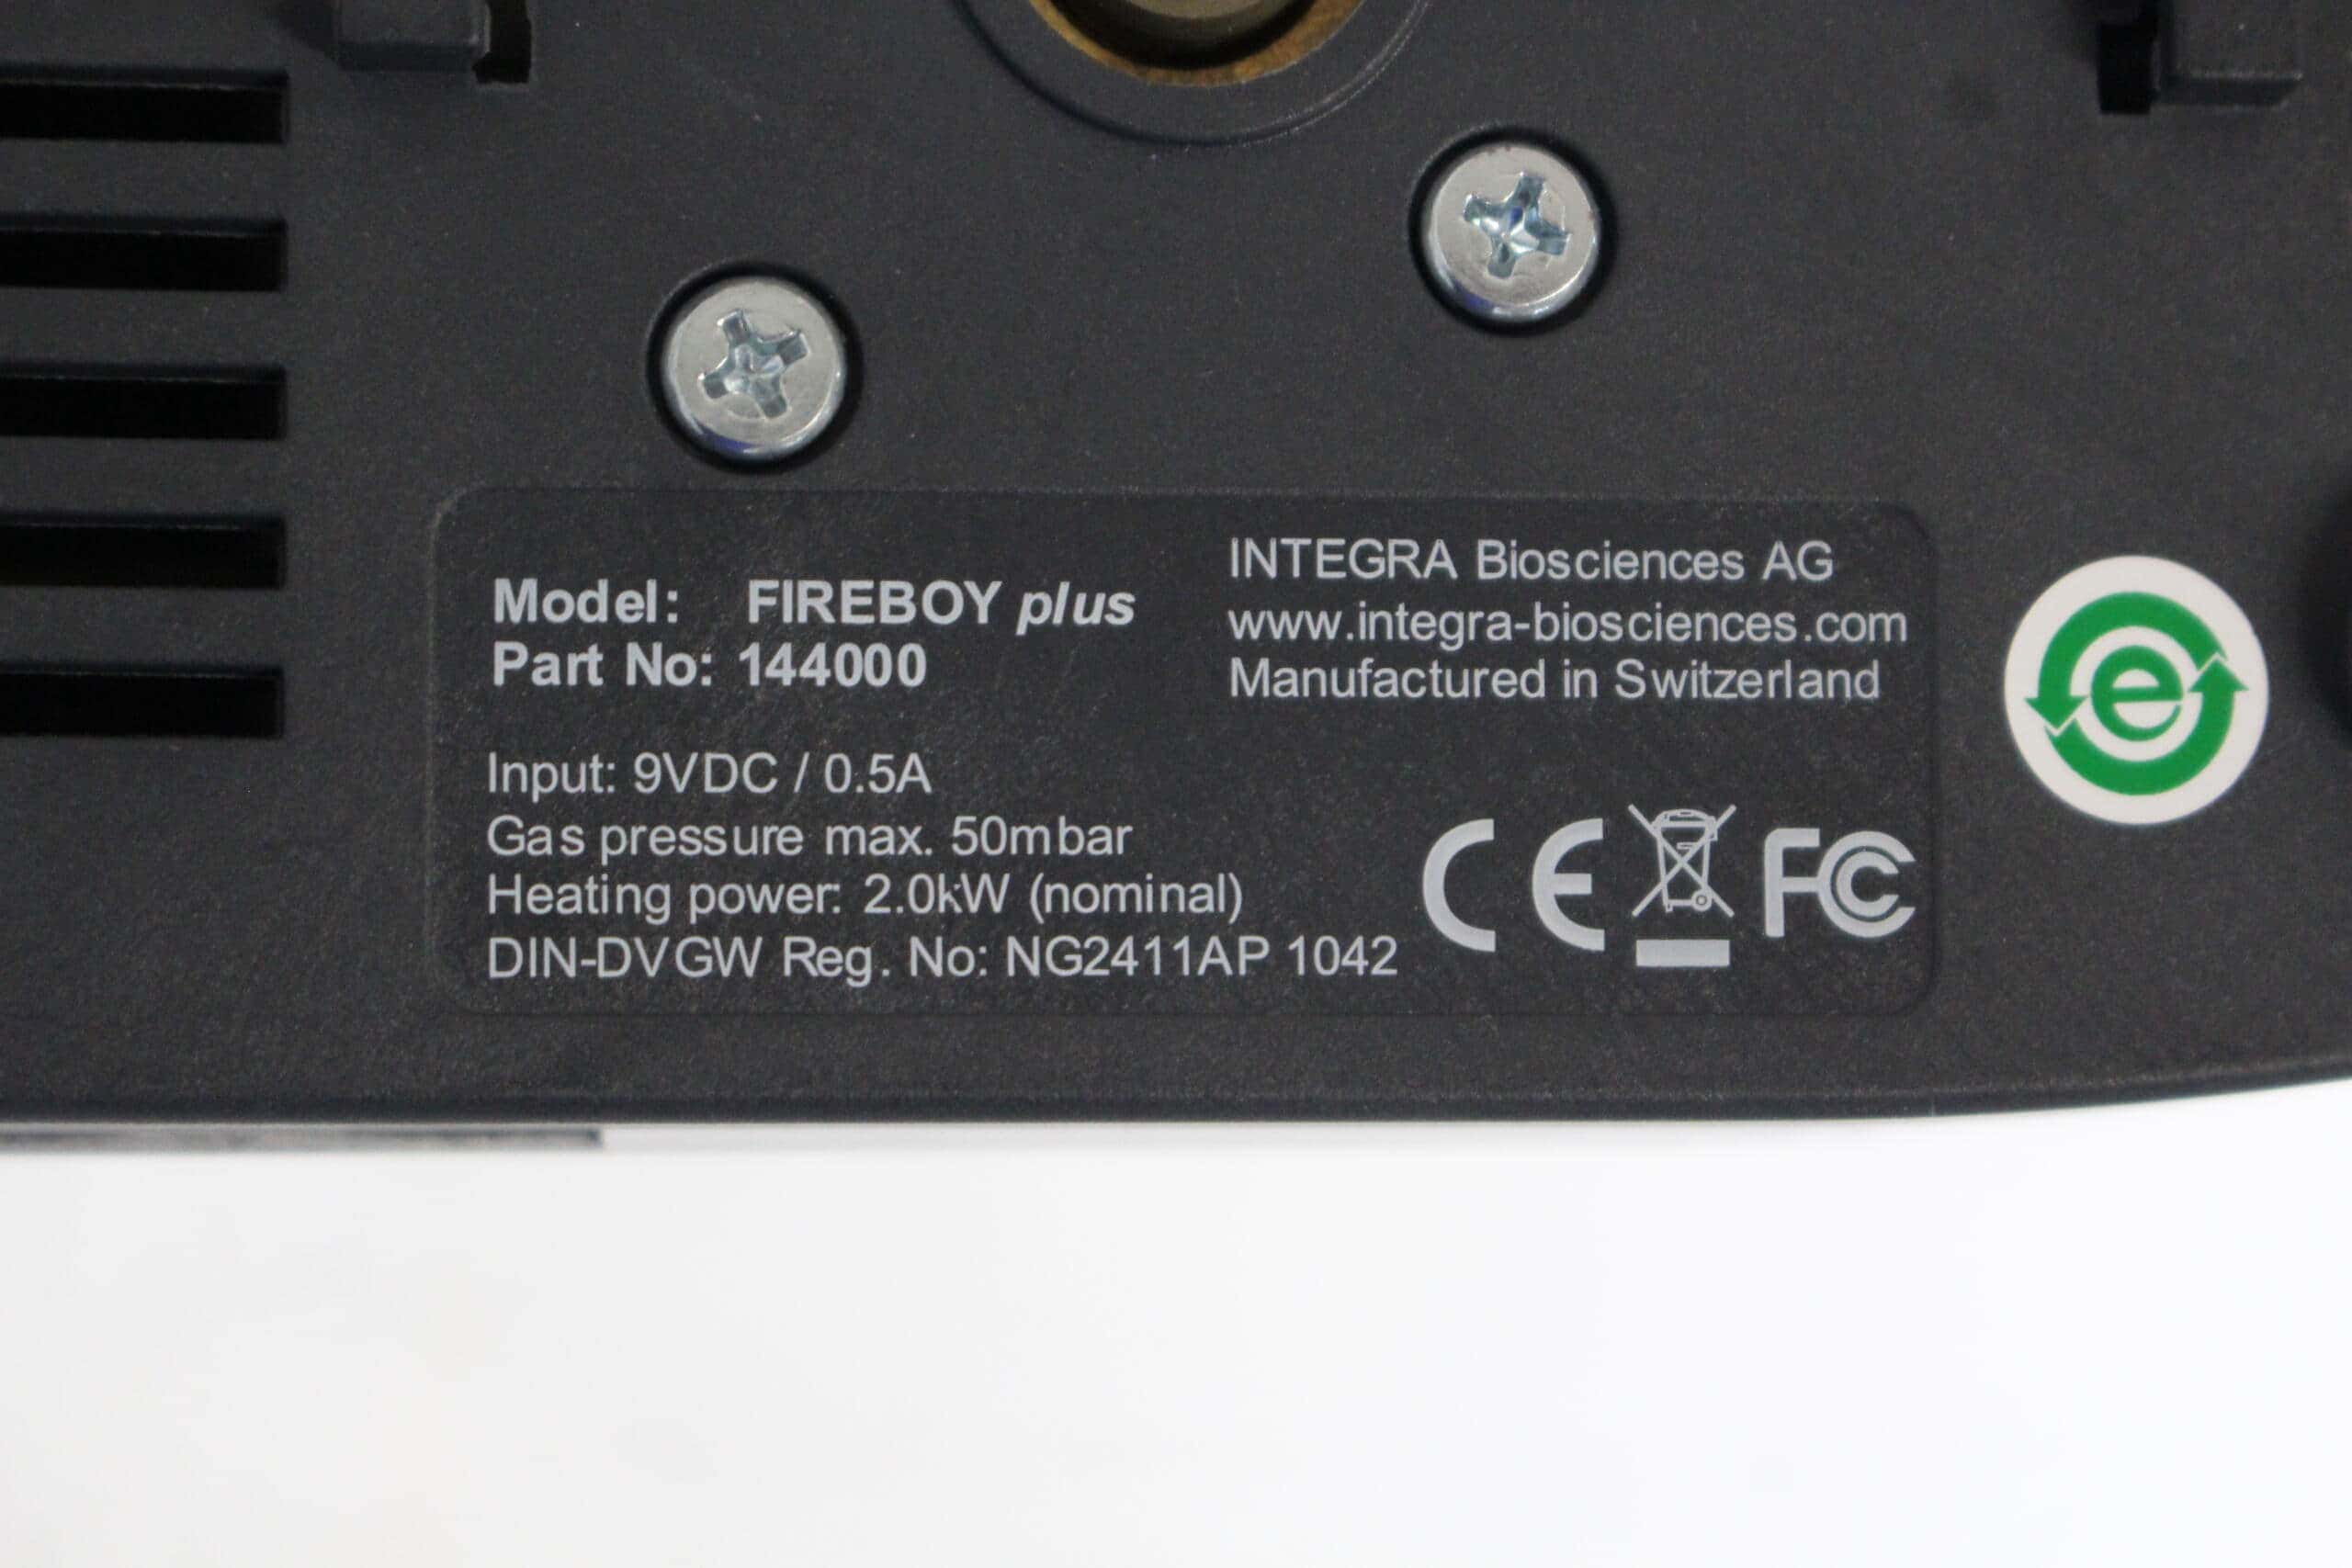 Model: FIREBOY plus
Part No: 144000
INTEGRA Biosciences AG
www.integra-biosciences.com
Manufactured in Switzerland
Input: 9VDC / 0.5A
Gas pressure max. 50mbar
Heating power: 2.0kW (nominal)
DIN-DVGW Reg. No: NG2411AP 1042
CE FC
e